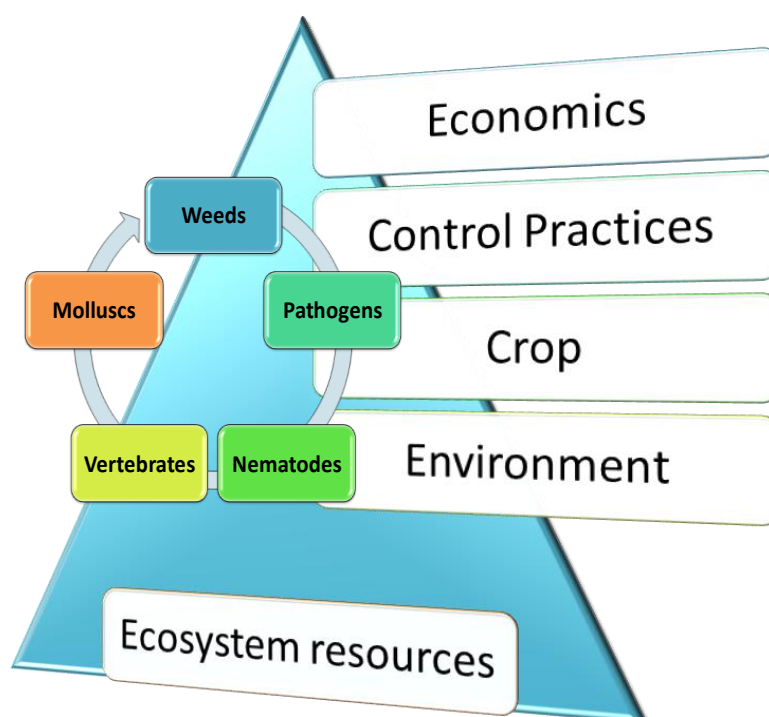 Economics
Control Practices
Crop
Environment
Ecosystem resources
Weeds
Pathogens
Nematodes
Vertebrates
Molluscs